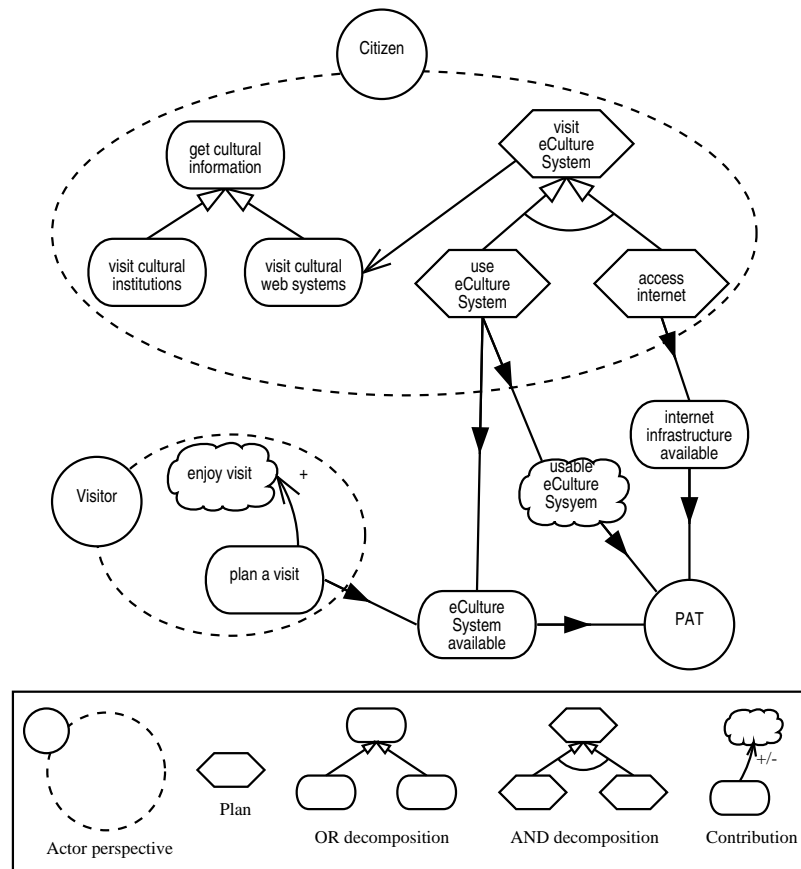 Citizen
get cultural
information
visit
eCulture
System
visit cultural
institutions
visit cultural
web systems
use
eCulture
System
access
internet
internet
infrastructure
available
usable
eCulture
Sysyem
Visitor
enjoy visit
+
plan a visit
eCulture
System
available
PAT
Actor perspective
Plan
OR decomposition
AND decomposition
+/-
Contribution